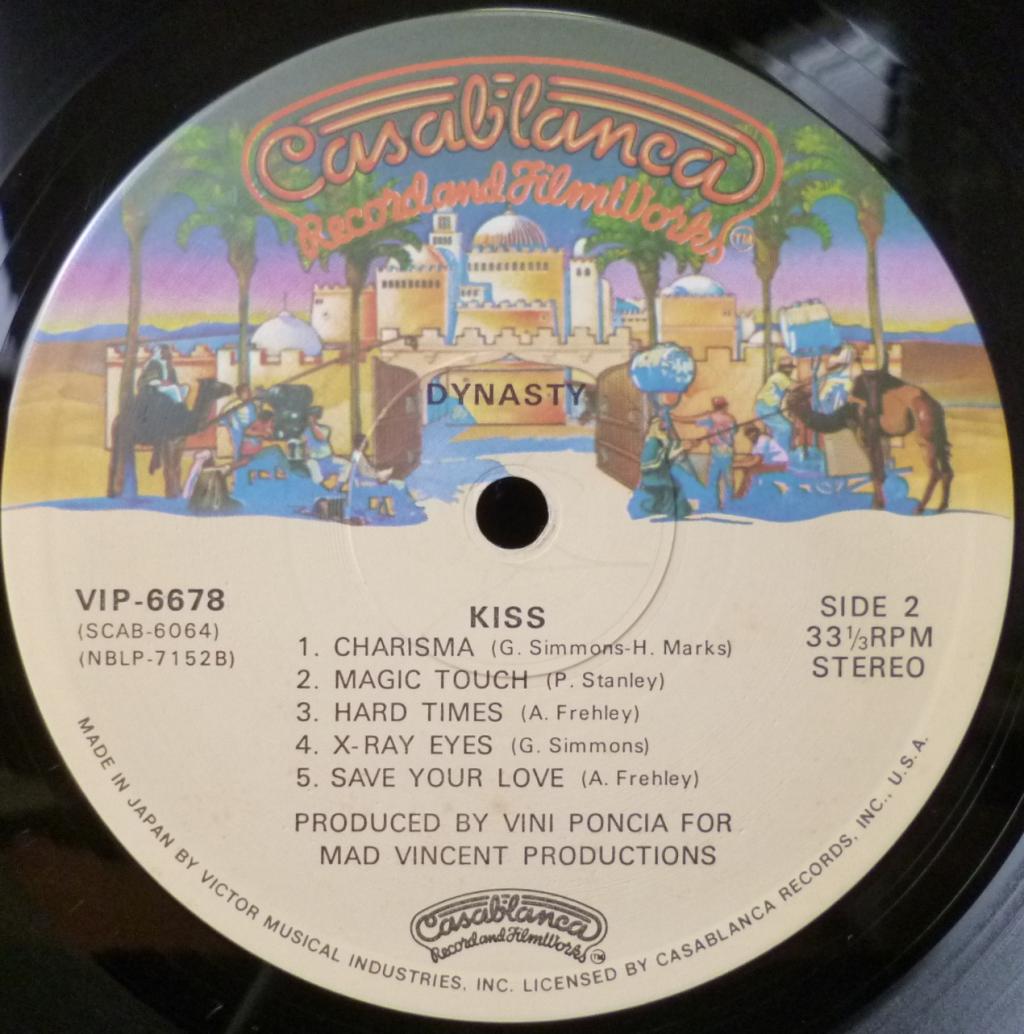 Casablanca
Record and FilmWorks TM
DYNASTY
VIP-6678
(SCAB-6064)
(NBLP-7152B)
SIDE 2
33⅓RPM
STEREO
KISS
1. CHARISMA (G. Simmons-H. Marks)
2. MAGIC TOUCH (P. Stanley)
3. HARD TIMES (A. Frehley)
4. X-RAY EYES (G. Simmons)
5. SAVE YOUR LOVE (A. Frehley)
PRODUCED BY VINI PONCIA FOR
MAD VINCENT PRODUCTIONS
Casablanca
Record and FilmWorks TM
MADE IN JAPAN BY VICTOR MUSICAL INDUSTRIES, INC. LICENSED BY CASABLANCA RECORDS, INC., U.S.A.